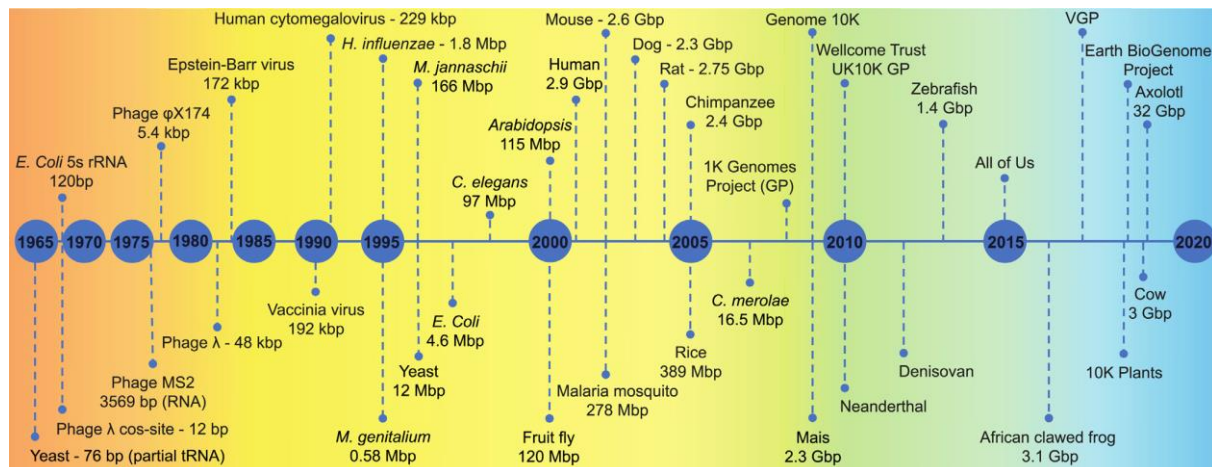 Human cytomegalovirus - 229 kbp
H. influenzae - 1.8 Mbp
M. jannaschii
166 Mbp
Epstein-Barr virus
172 kbp
Phage φX174
5.4 kbp
E. Coli 5s rRNA
120bp
Mouse - 2.6 Gbp
Dog - 2.3 Gbp
Rat - 2.75 Gbp
Human
2.9 Gbp
Arabidopsis
115 Mbp
C. elegans
97 Mbp
Chimpanzee
2.4 Gbp
1K Genomes
Project (GP)
Genome 10K
Wellcome Trust
UK10K GP
Zebrafish
1.4 Gbp
All of Us
VGP
Earth BioGenome
Project
Axolotl
32 Gbp
1965 1970 1975 1980 1985 1990 1995 2000 2005 2010 2015 2020
Vaccinia virus
192 kbp
Phage λ - 48 kbp
Phage MS2
3569 bp (RNA)
Phage λ cos-site - 12 bp
Yeast - 76 bp (partial tRNA)
E. Coli
4.6 Mbp
Yeast
12 Mbp
M. genitalium
0.58 Mbp
Fruit fly
120 Mbp
Malaria mosquito
278 Mbp
Rice
389 Mbp
C. merolae
16.5 Mbp
Mais
2.3 Gbp
Neanderthal
Denisovan
African clawed frog
3.1 Gbp
10K Plants
Cow
3 Gbp